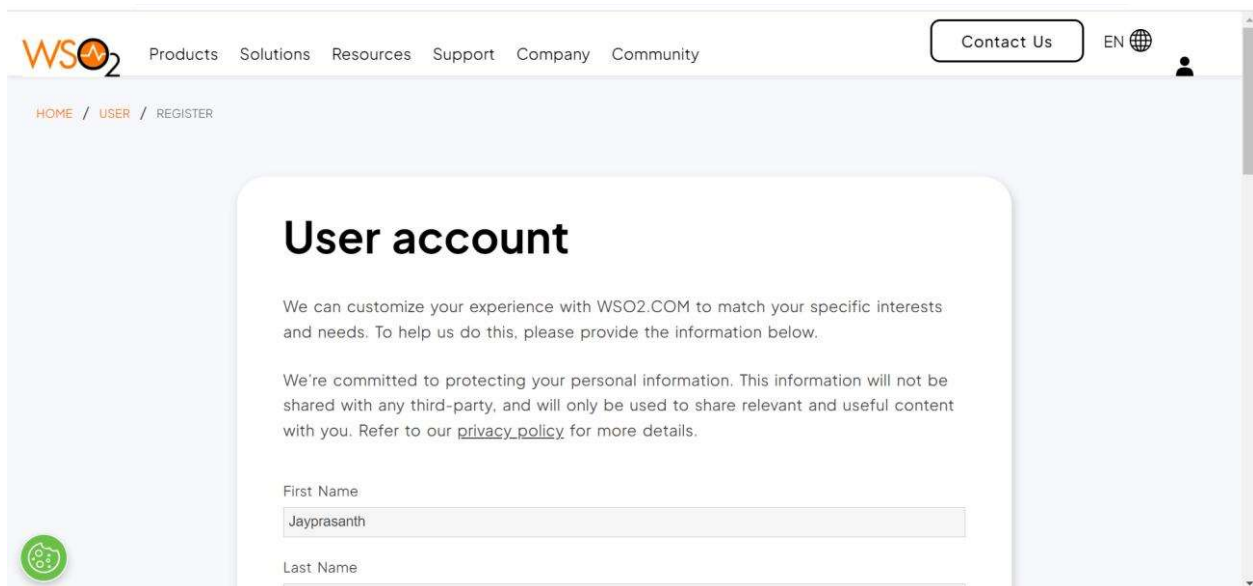 WSO2
Products Solutions Resources Support Company Community
Contact Us
EN
HOME / USER / REGISTER
User account
We can customize your experience with WSO2.COM to match your specific interests
and needs. To help us do this, please provide the information below.
We're committed to protecting your personal information. This information will not be
shared with any third-party, and will only be used to share relevant and useful content
with you. Refer to our privacy policy for more details.
First Name
Jayprasanth
Last Name